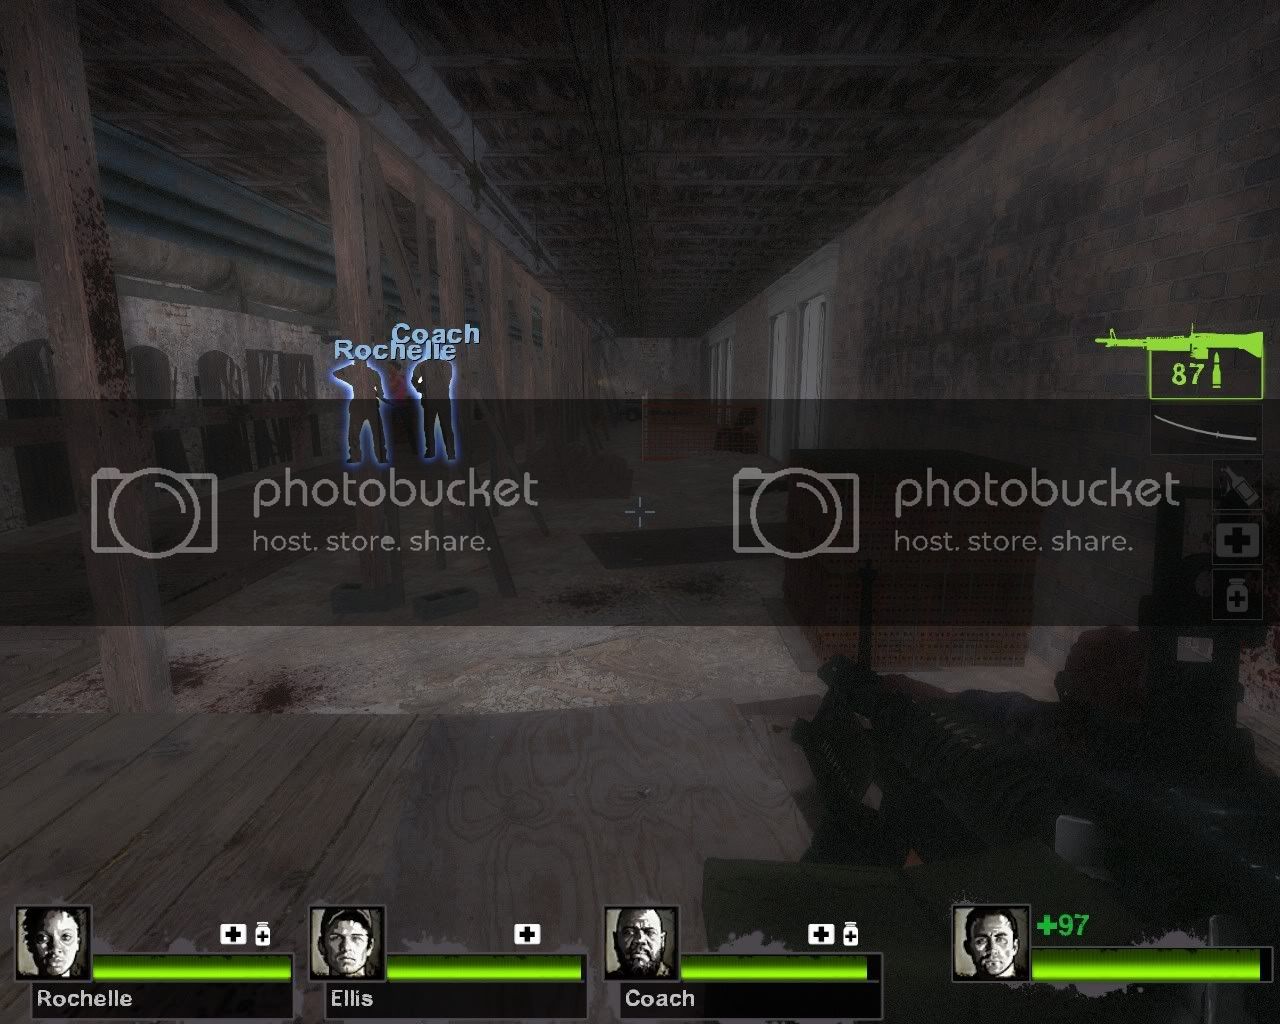 Coach
Rochelle
87
photobucket
host. store. share.
photobucket
host. store. share.
+97
Rochelle
Ellis
Coach